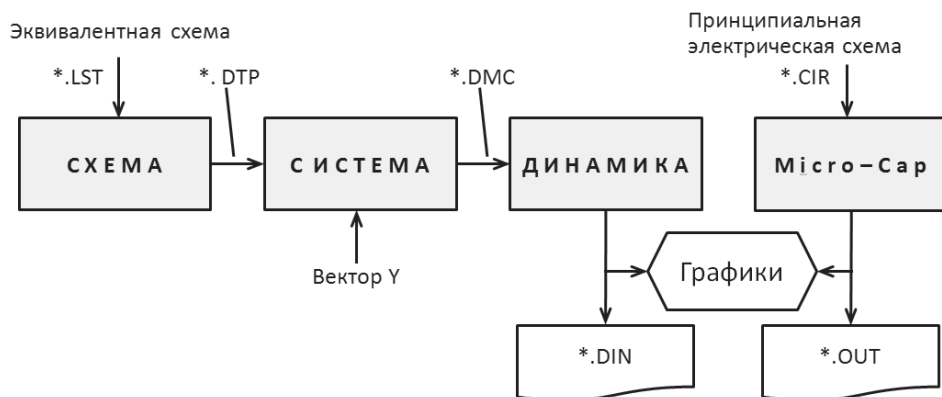 Эквивалентная схема
Принципиальная
электрическая схема
*.LST
*. DTP
*.DMC
*.CIR
СХЕМА
СИСТЕМА
ДИНАМИКА
Micro–Cap
Вектор Y
Графики
*.DIN
*.OUT